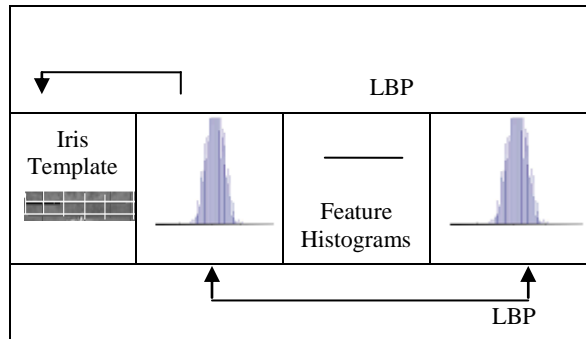 LBP
Iris
Template
Feature
Histograms
LBP